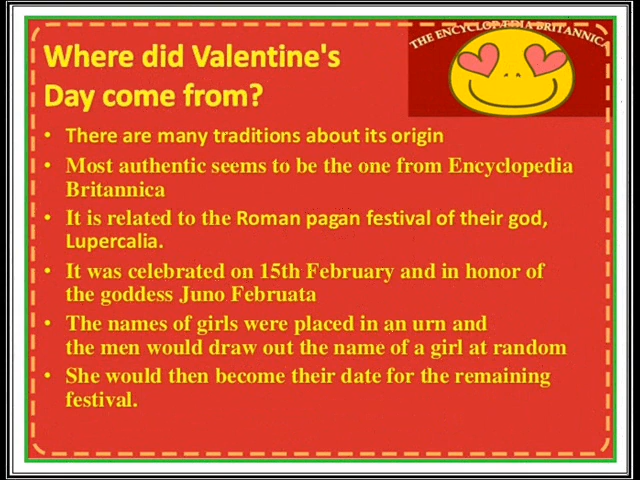 THE ENCYCLOPÆDIA BRITANNICA
Where did Valentine's
Day come from?
• There are many traditions about its origin
• Most authentic seems to be the one from Encyclopedia
Britannica
• It is related to the Roman pagan festival of their god,
Lupercalia.
• It was celebrated on 15th February and in honor of
the goddess Juno Februata
• The names of girls were placed in an urn and
the men would draw out the name of a girl at random
• She would then become their date for the remaining
festival.